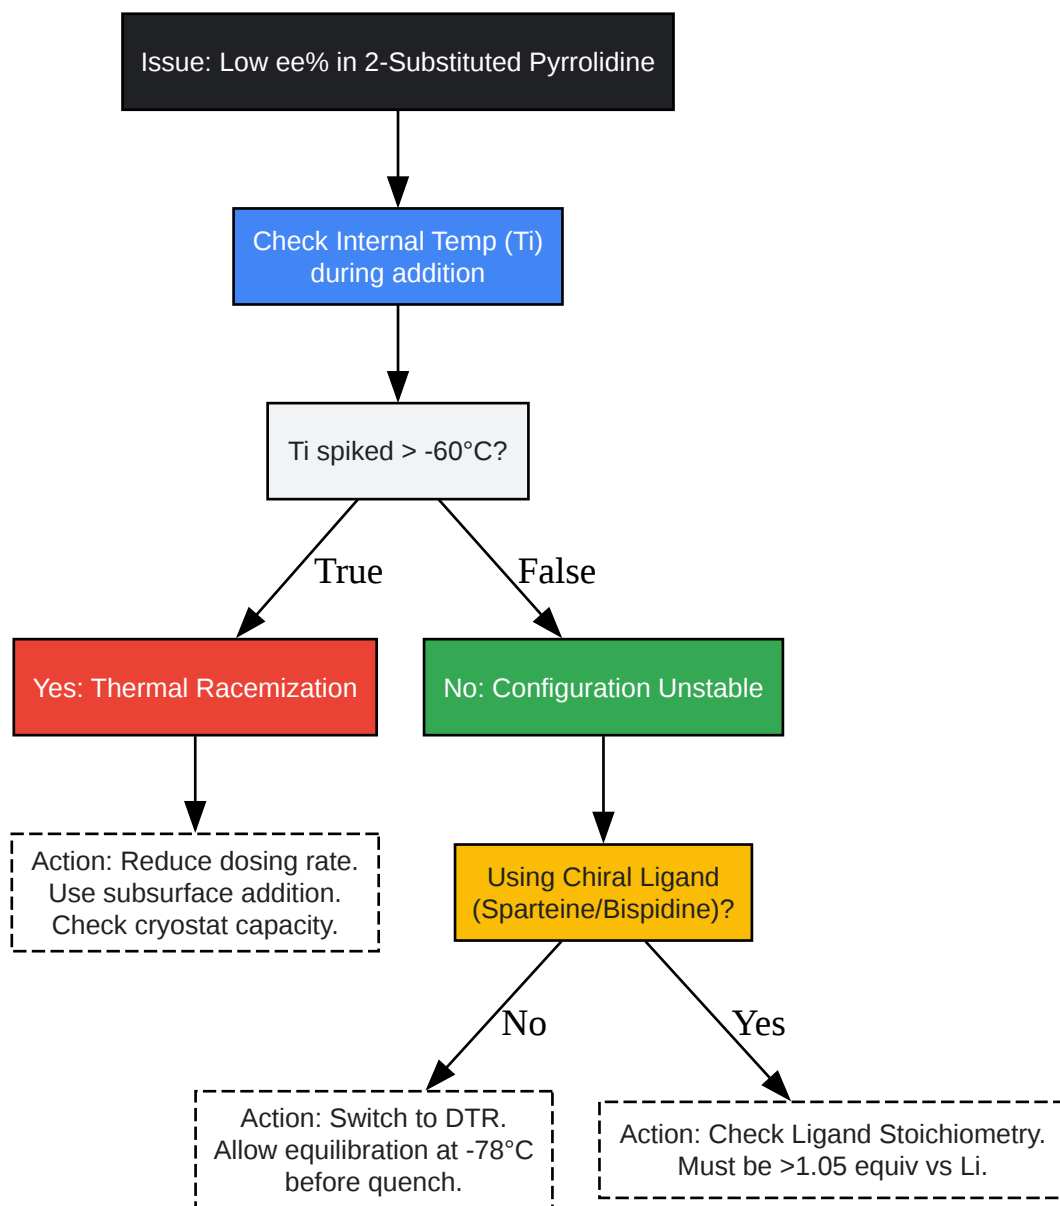 Issue: Low ee% in 2-Substituted Pyrrolidine
Check Internal Temp (Ti)
during addition
Ti spiked > -60°C?
True
False
Yes: Thermal Racemization
No: Configuration Unstable
Action: Reduce dosing rate.
Use subsurface addition.
Check cryostat capacity.
Using Chiral Ligand
(Sparteine/Bispidine)?
No
Yes
Action: Switch to DTR.
Allow equilibration at -78°C
before quench.
Action: Check Ligand Stoichiometry.
Must be >1.05 equiv vs Li.